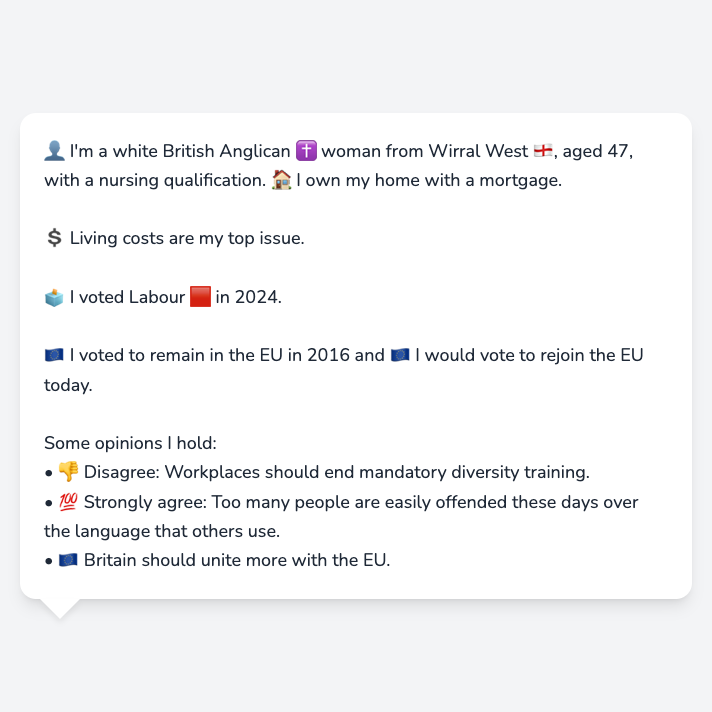 👤 I'm a white British Anglican ✝️ woman from Wirral West 🏴󠁧󠁢󠁥󠁮󠁧󠁿, aged 47,
with a nursing qualification. 🏠 I own my home with a mortgage.
💲 Living costs are my top issue.
🗳️ I voted Labour 🟥 in 2024.
🇪🇺 I voted to remain in the EU in 2016 and 🇪🇺 I would vote to rejoin the EU
today.
Some opinions I hold:
• 👎 Disagree: Workplaces should end mandatory diversity training.
• 💯 Strongly agree: Too many people are easily offended these days over
the language that others use.
• 🇪🇺 Britain should unite more with the EU.